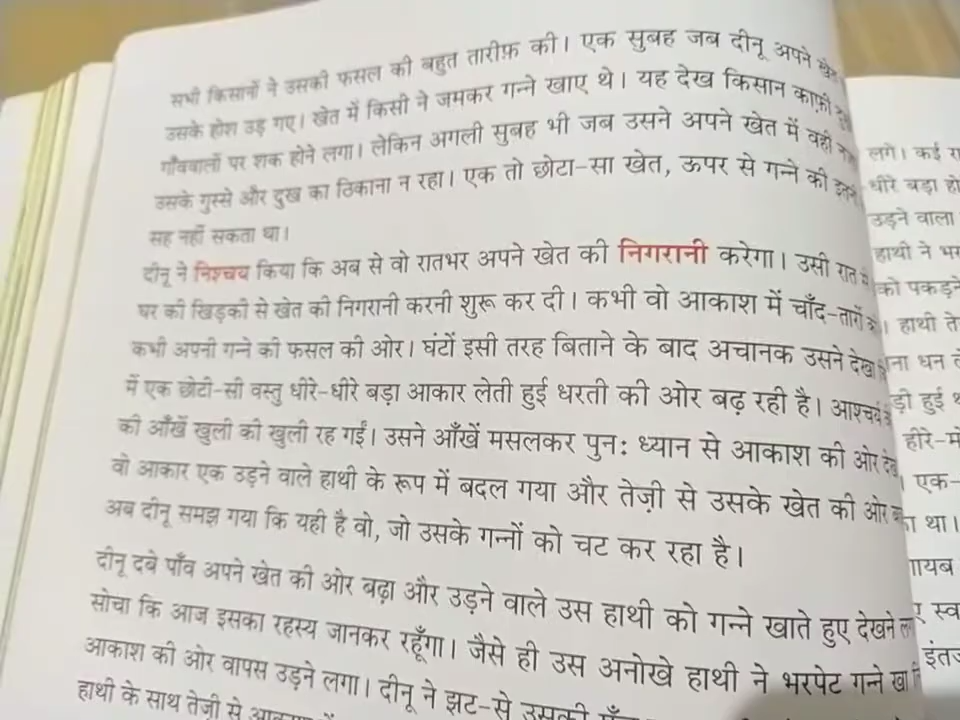 सभी किसानों ने उसकी फसल की बहुत तारीफ़ की। एक सुबह जब दीनू अपने खेत
उसके होश उड़ गए। खेत में किसी ने जमकर गन्ने खाए थे। यह देख किसान काफ़ी
गाँववालों पर शक होने लगा। लेकिन अगली सुबह भी जब उसने अपने खेत में वही
उसके गुस्से और दुख का ठिकाना न रहा। एक तो छोटा-सा खेत, ऊपर से गन्ने की इतनी
सह नहीं सकता था।
दीनू ने निश्चय किया कि अब से वो रातभर अपने खेत की निगरानी करेगा। उसी रात
घर की खिड़की से खेत की निगरानी करनी शुरू कर दी। कभी वो आकाश में चाँद-तारों
कभी अपनी गन्ने की फसल की ओर। घंटों इसी तरह बिताने के बाद अचानक उसने देखा
में एक छोटी-सी वस्तु धीरे-धीरे बड़ा आकार लेती हुई धरती की ओर बढ़ रही है। आश्चर्य
की आँखें खुली की खुली रह गईं। उसने आँखें मसलकर पुनः ध्यान से आकाश की ओर
वो आकार एक उड़ने वाले हाथी के रूप में बदल गया और तेज़ी से उसके खेत की ओर
अब दीनू समझ गया कि यही है वो, जो उसके गन्नों को चट कर रहा है।
दीनू दबे पाँव अपने खेत की ओर बढ़ा और उड़ने वाले उस हाथी को गन्ने खाते हुए देखने
सोचा कि आज इसका रहस्य जानकर रहूँगा। जैसे ही उस अनोखे हाथी ने भरपेट गन्ने खा
आकाश की ओर वापस उड़ने लगा। दीनू ने झट-से उसकी
हाथी के साथ तेज़ी से
लगे। कई
धीरे बड़ा
उड़ने वाला
हाथी ने
को पकड़ने
हाथी
धन
हुई
हीरे-
एक-
था।